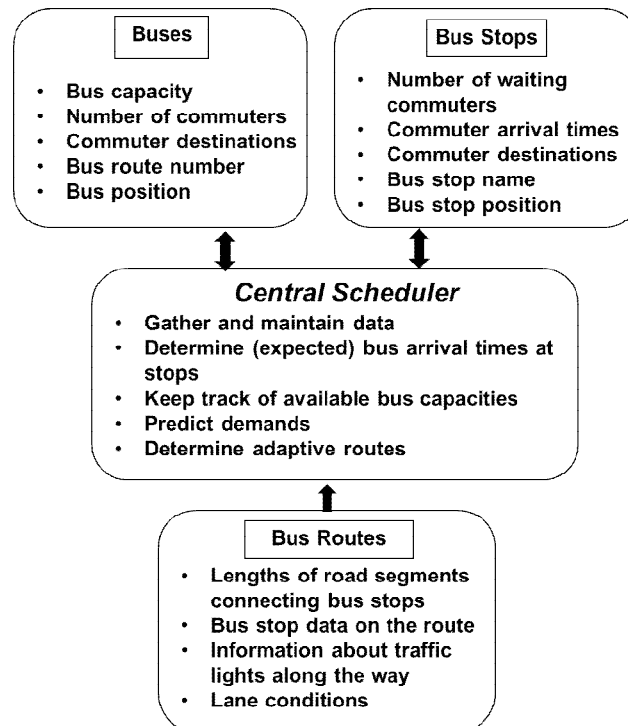 Buses
• Bus capacity
• Number of commuters
• Commuter destinations
• Bus route number
• Bus position
Bus Stops
• Number of waiting
commuters
• Commuter arrival times
• Commuter destinations
• Bus stop name
• Bus stop position
Central Scheduler
• Gather and maintain data
• Determine (expected) bus arrival times at
stops
• Keep track of available bus capacities
• Predict demands
• Determine adaptive routes
Bus Routes
• Lengths of road segments
connecting bus stops
• Bus stop data on the route
• Information about traffic
lights along the way
• Lane conditions